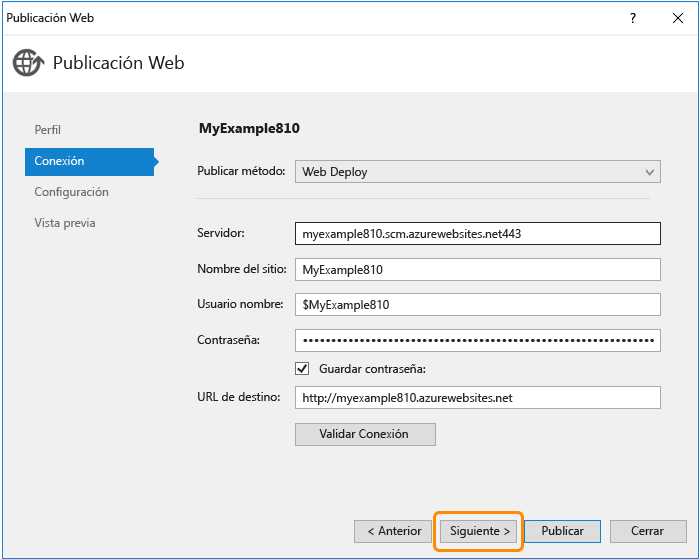 Publicación Web
?
Publicación Web
Perfil
Conexión
Configuración
Vista previa
MyExample810
Publicar método: Web Deploy
Servidor: myexample810.scm.azurewebsites.net443
Nombre del sitio: MyExample810
Usuario nombre: $MyExample810
Contraseña: ••••••••••••••••••••••••••••••••••••••••••••••••••••••••••••
Guardar contraseña:
URL de destino: http://myexample810.azurewebsites.net
Validar Conexión
< Anterior Siguiente > Publicar Cerrar